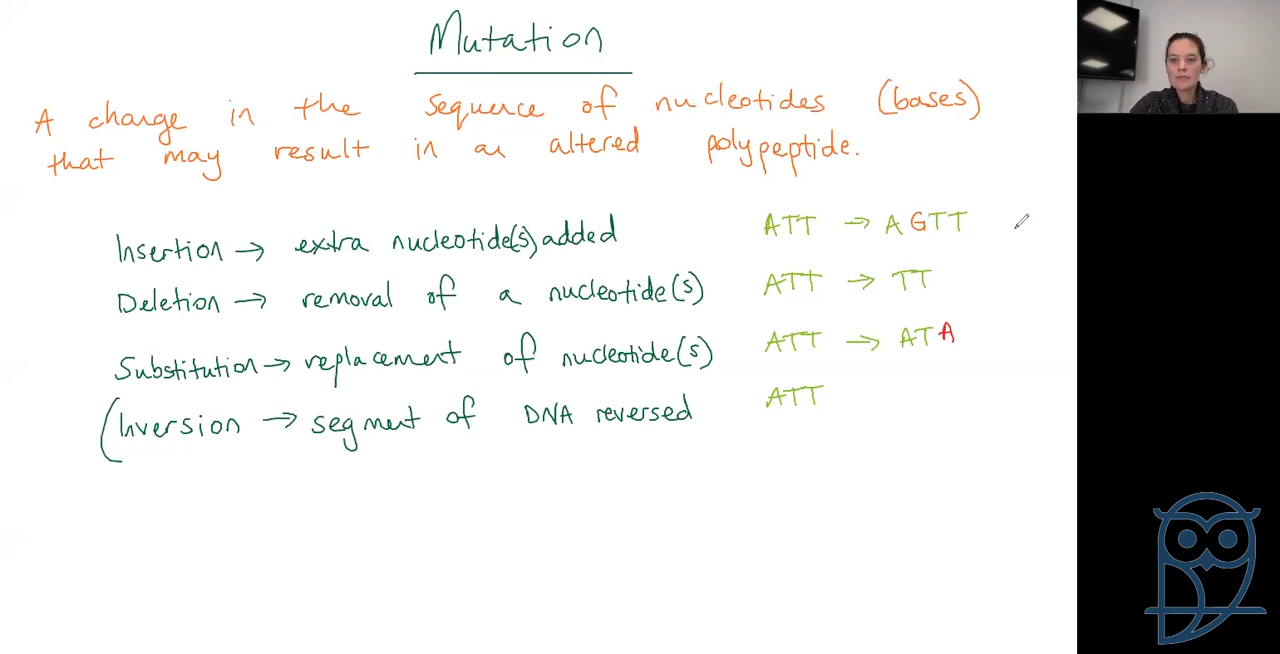 Mutation
A change in the sequence of nucleotides (bases)
that may result in an altered polypeptide.
Insertion → extra nucleotide(s) added ATT → AGTT
Deletion → removal of a nucleotide(s) ATT → TT
Substitution → replacement of nucleotide(s) ATT → ATA
(Inversion → segment of DNA reversed ATT